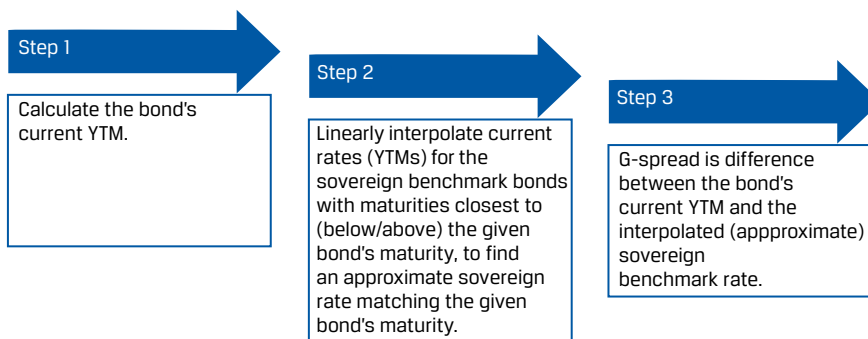 Step 1
Calculate the bond's
current YTM.
Step 2
Linearly interpolate current
rates (YTMs) for the
sovereign benchmark bonds
with maturities closest to
(below/above) the given
bond's maturity, to find
an approximate sovereign
rate matching the given
bond's maturity.
Step 3
G-spread is difference
between the bond's
current YTM and the
interpolated (appproximate)
sovereign
benchmark rate.